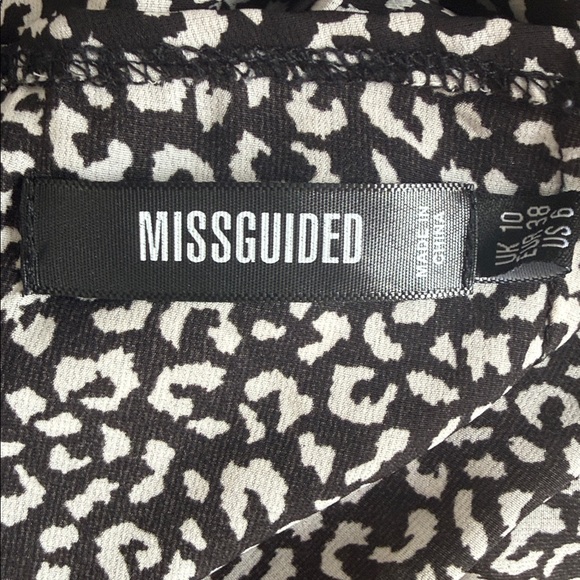 MISSGUIDED
MADE IN
CHINA
UK 10
EUR 38
US 6